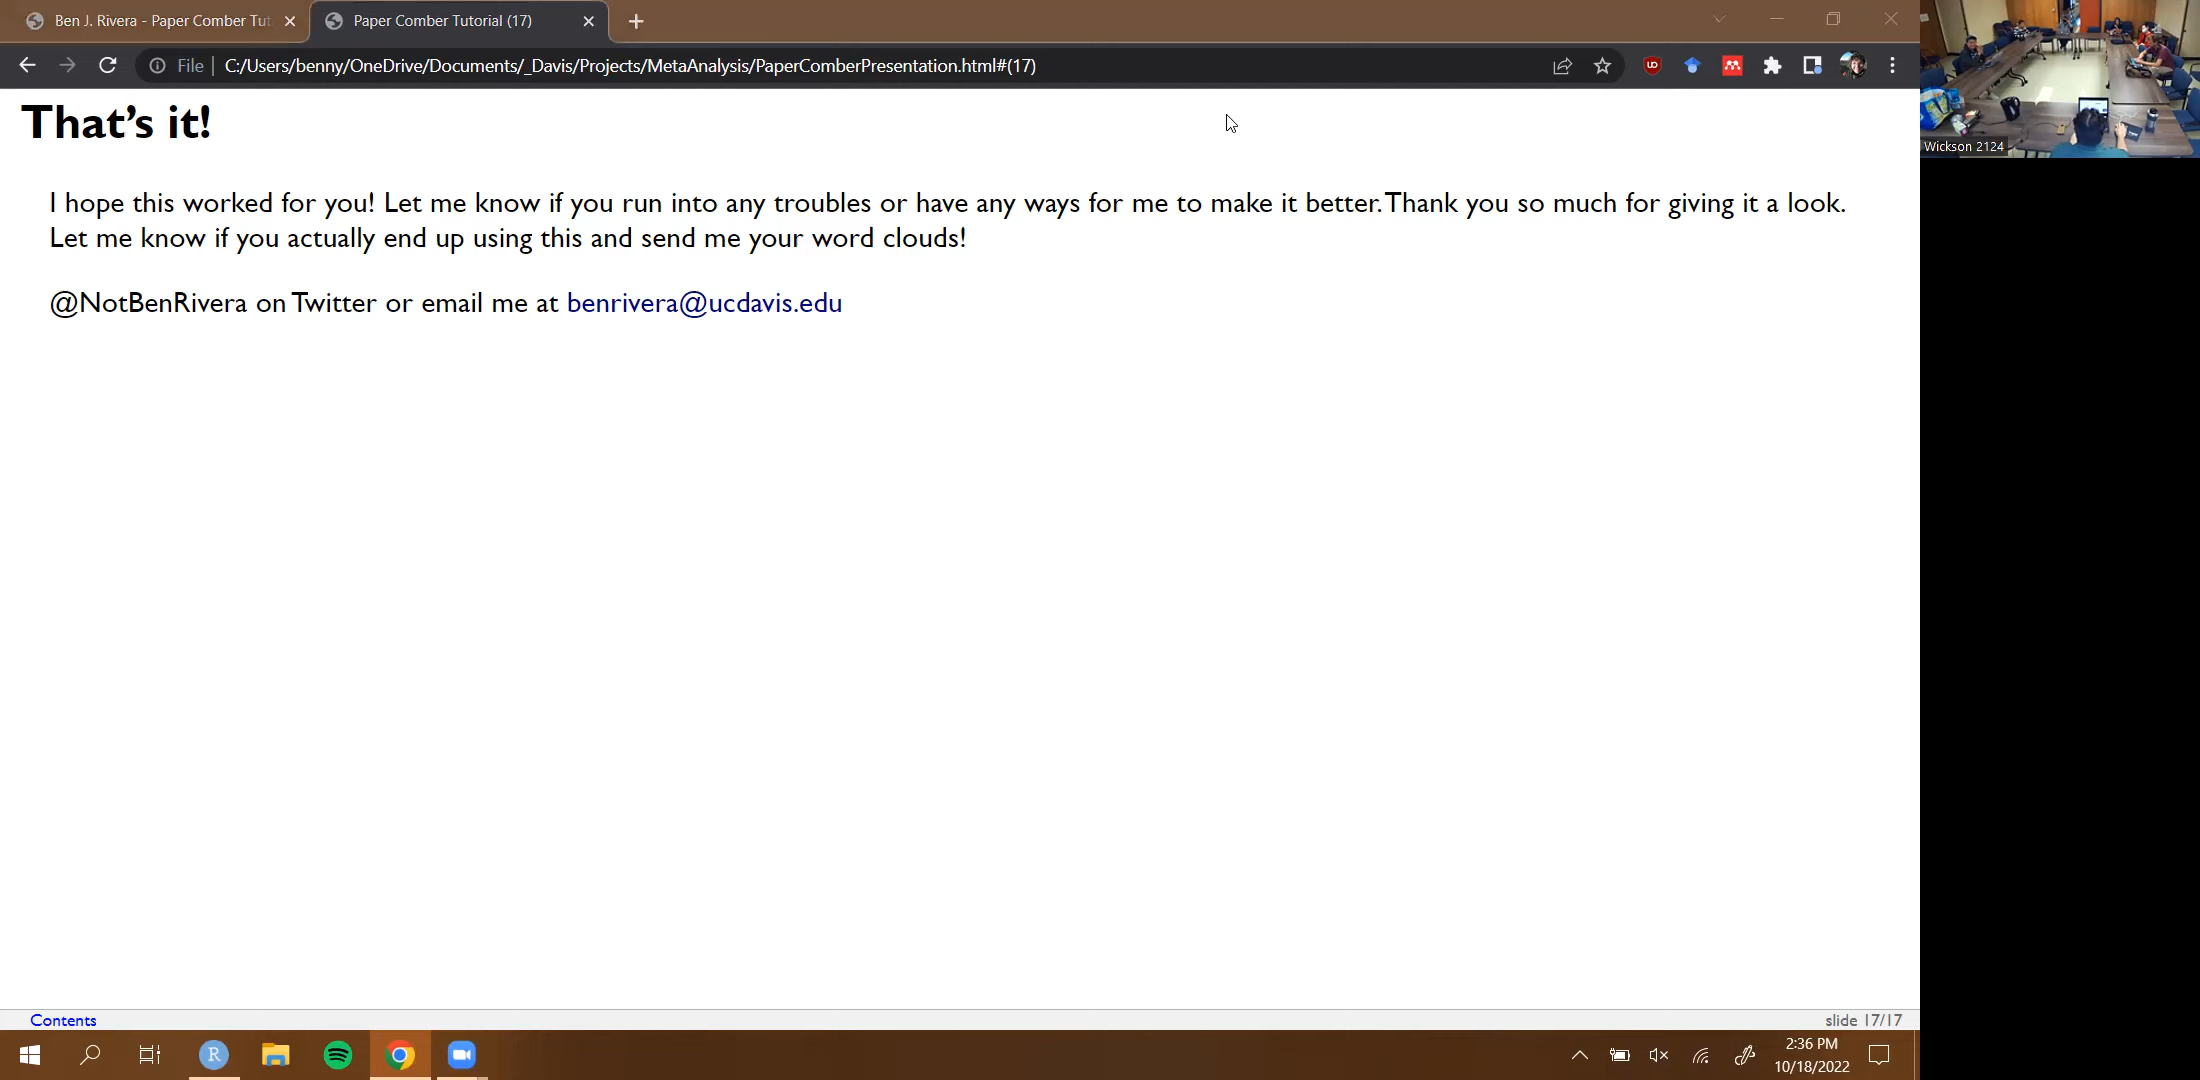 Ben J. Rivera - Paper Comber Tut
Paper Comber Tutorial (17)
File
C:/Users/benny/OneDrive/Documents/_Davis/Projects/MetaAnalysis/PaperComberPresentation.html#(17)
Wickson 2124
That’s it!
I hope this worked for you! Let me know if you run into any troubles or have any ways for me to make it better. Thank you so much for giving it a look.
Let me know if you actually end up using this and send me your word clouds!
@NotBenRivera on Twitter or email me at benrivera@ucdavis.edu
Contents
slide 17/17
R
2:36 PM
10/18/2022